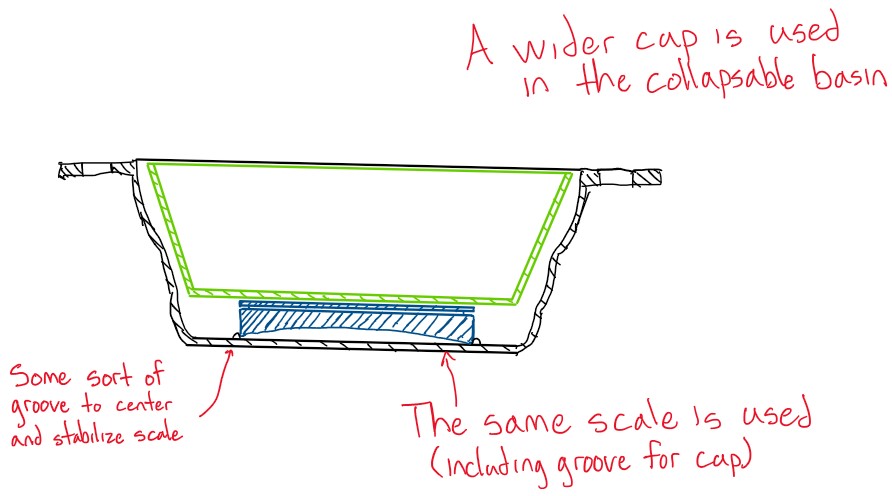 A wider cap is used
in the collapsable basin
Some sort of
groove to center
and stabilize scale
The same scale is used
(including groove for cap)